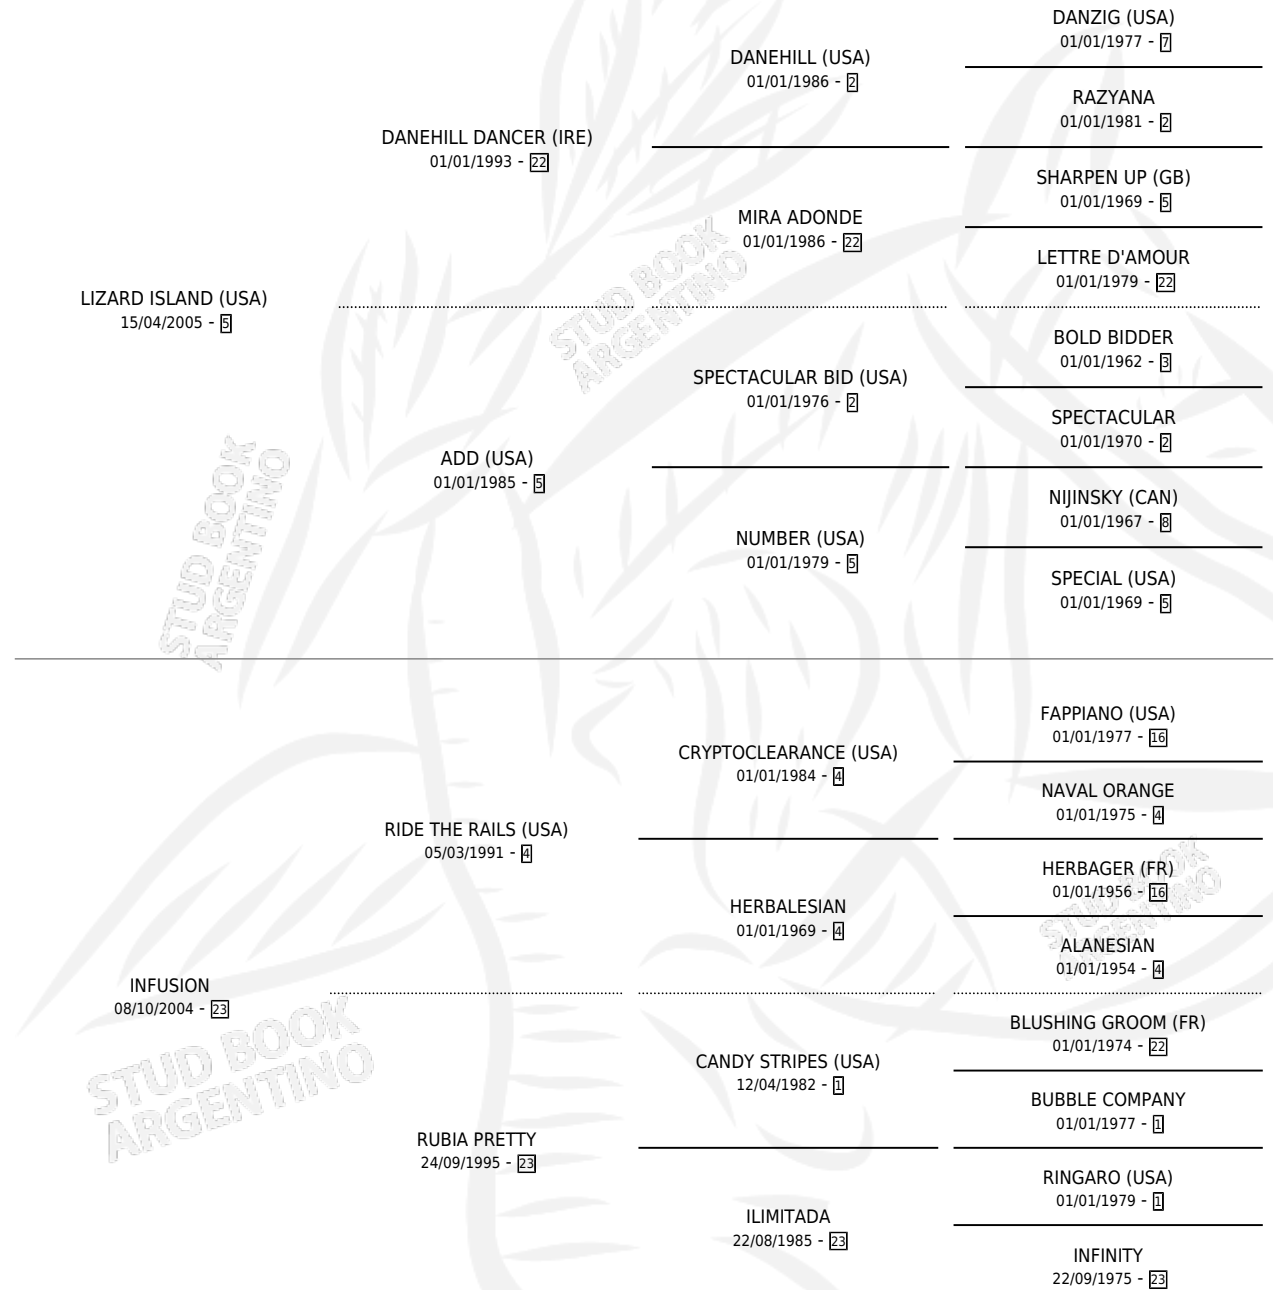 DANZIG (USA)
01/01/1977 - 7
DANEHILL (USA)
01/01/1986 - 2
RAZYANA
01/01/1981 - 2
DANEHILL DANCER (IRE)
01/01/1993 - 22
SHARPEN UP (GB)
01/01/1969 - 5
MIRA ADONDE
01/01/1986 - 22
LETTRE D'AMOUR
01/01/1979 - 22
LIZARD ISLAND (USA)
15/04/2005 - 5
BOLD BIDDER
01/01/1962 - 3
SPECTACULAR BID (USA)
01/01/1976 - 2
SPECTACULAR
01/01/1970 - 2
ADD (USA)
01/01/1985 - 5
NIJINSKY (CAN)
01/01/1967 - 8
NUMBER (USA)
01/01/1979 - 5
SPECIAL (USA)
01/01/1969 - 5
FAPPIANO (USA)
01/01/1977 - 16
CRYPTOCLEARANCE (USA)
01/01/1984 - 4
NAVAL ORANGE
01/01/1975 - 4
RIDE THE RAILS (USA)
05/03/1991 - 4
HERBAGER (FR)
01/01/1956 - 16
HERBALESIAN
01/01/1969 - 4
ALANESIAN
01/01/1954 - 4
INFUSION
08/10/2004 - 23
BLUSHING GROOM (FR)
01/01/1974 - 22
CANDY STRIPES (USA)
12/04/1982 - 1
BUBBLE COMPANY
01/01/1977 - 1
RUBIA PRETTY
24/09/1995 - 23
RINGARO (USA)
01/01/1979 - 1
ILIMITADA
22/08/1985 - 23
INFINITY
22/09/1975 - 23
STUD BOOK
ARGENTINO
STUD BOOK
ARGENTINO
STUD BOOK
ARGENTINO
STUD BOOK
ARGENTINO